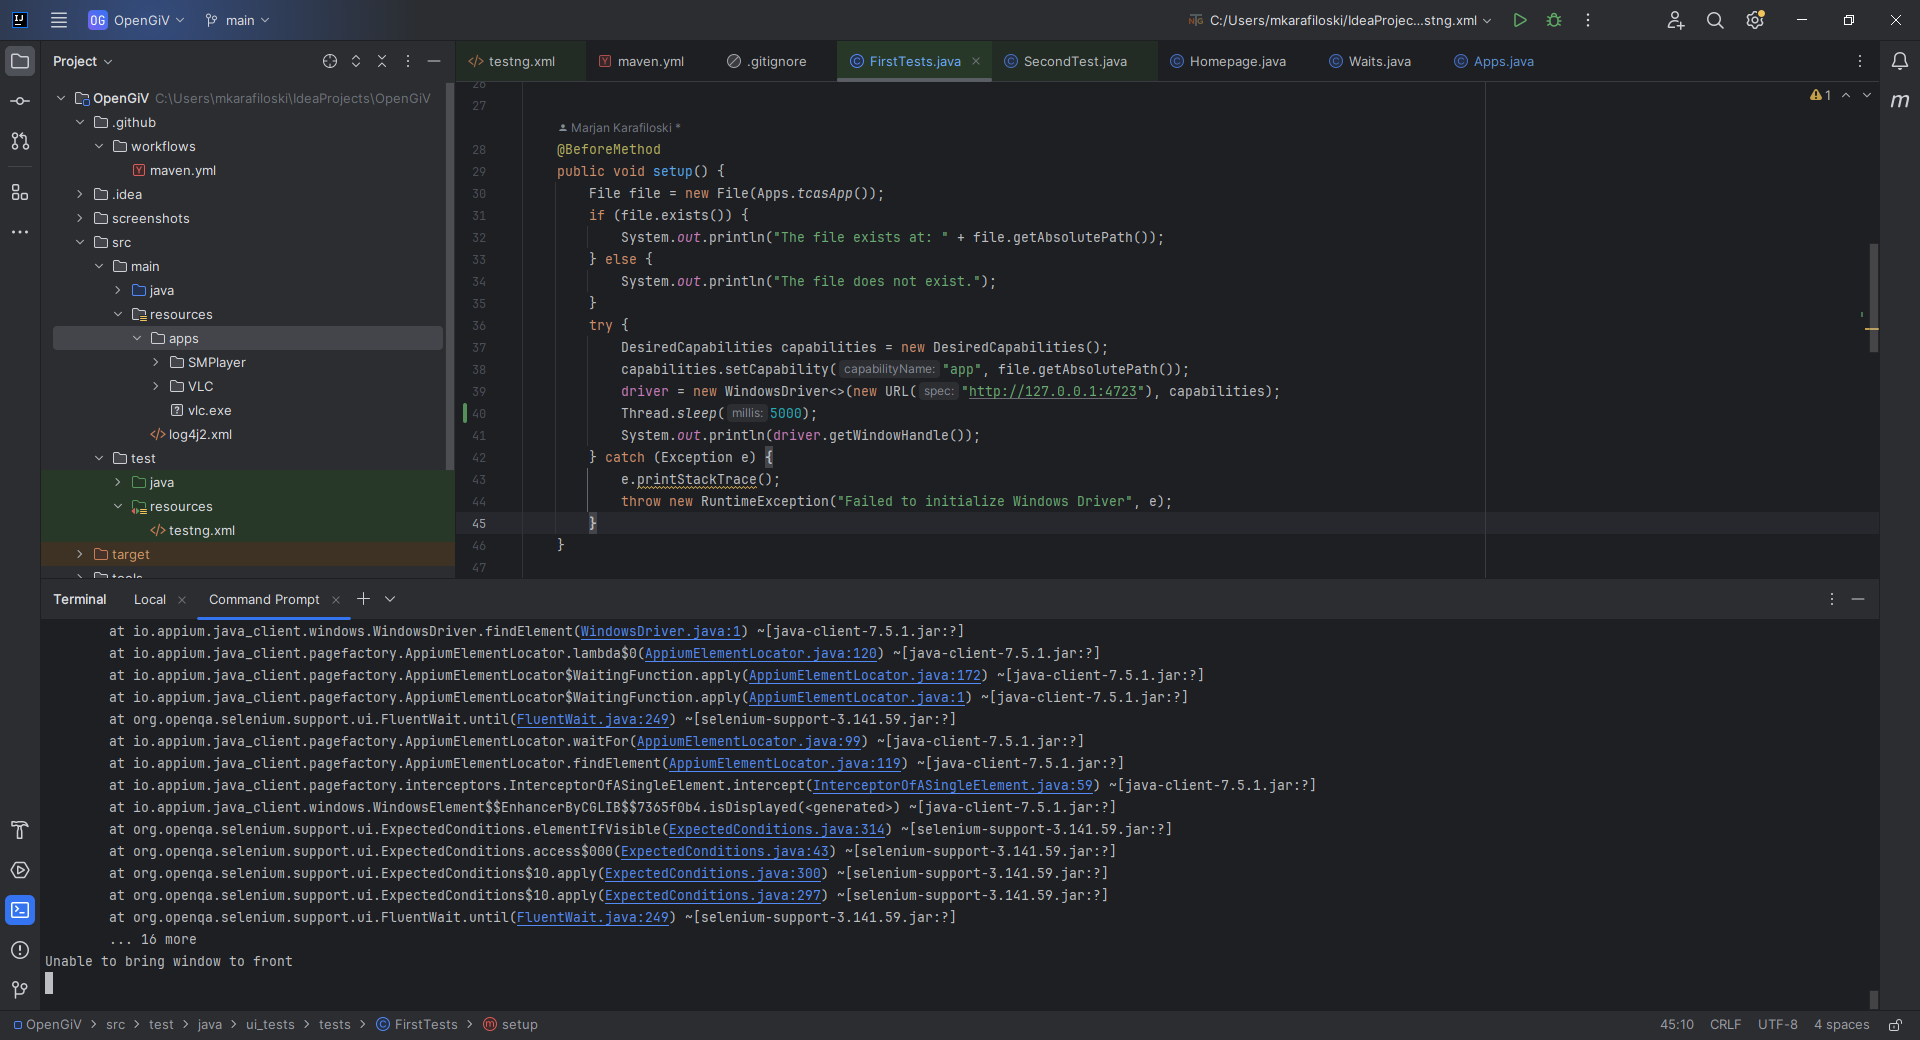 OG OpenGiV main C:/Users/mkarafiloski/IdeaProjec...stng.xml
Project
testng.xml maven.yml .gitignore FirstTests.java SecondTest.java Homepage.java Waits.java Apps.java
OpenGiV C:\Users\mkarafiloski\IdeaProjects\OpenGiV
.github
workflows
maven.yml
.idea
screenshots
src
main
java
resources
apps
SMPlayer
VLC
vlc.exe
log4j2.xml
test
java
resources
testng.xml
target
tools
1
26
27
Marjan Karafiloski *
28 @BeforeMethod
29 public void setup() {
30 File file = new File(Apps.tcasApp());
31 if (file.exists()) {
32 System.out.println("The file exists at: " + file.getAbsolutePath());
33 } else {
34 System.out.println("The file does not exist.");
35 }
36 try {
37 DesiredCapabilities capabilities = new DesiredCapabilities();
38 capabilities.setCapability( capabilityName: "app", file.getAbsolutePath());
39 driver = new WindowsDriver<>(new URL( spec: "http://127.0.0.1:4723"), capabilities);
40 Thread.sleep( millis: 5000);
41 System.out.println(driver.getWindowHandle());
42 } catch (Exception e) {
43 e.printStackTrace();
44 throw new RuntimeException("Failed to initialize Windows Driver", e);
45 }
46 }
47
Terminal Local Command Prompt
at io.appium.java_client.windows.WindowsDriver.findElement(WindowsDriver.java:1) ~[java-client-7.5.1.jar:?]
at io.appium.java_client.pagefactory.AppiumElementLocator.lambda$0(AppiumElementLocator.java:120) ~[java-client-7.5.1.jar:?]
at io.appium.java_client.pagefactory.AppiumElementLocator$WaitingFunction.apply(AppiumElementLocator.java:172) ~[java-client-7.5.1.jar:?]
at io.appium.java_client.pagefactory.AppiumElementLocator$WaitingFunction.apply(AppiumElementLocator.java:1) ~[java-client-7.5.1.jar:?]
at org.openqa.selenium.support.ui.FluentWait.until(FluentWait.java:249) ~[selenium-support-3.141.59.jar:?]
at io.appium.java_client.pagefactory.AppiumElementLocator.waitFor(AppiumElementLocator.java:99) ~[java-client-7.5.1.jar:?]
at io.appium.java_client.pagefactory.AppiumElementLocator.findElement(AppiumElementLocator.java:119) ~[java-client-7.5.1.jar:?]
at io.appium.java_client.pagefactory.interceptors.InterceptorOfASingleElement.intercept(InterceptorOfASingleElement.java:59) ~[java-client-7.5.1.jar:?]
at io.appium.java_client.windows.WindowsElement$$EnhancerByCGLIB$$7365f0b4.isDisplayed(<generated>) ~[java-client-7.5.1.jar:?]
at org.openqa.selenium.support.ui.ExpectedConditions.elementIfVisible(ExpectedConditions.java:314) ~[selenium-support-3.141.59.jar:?]
at org.openqa.selenium.support.ui.ExpectedConditions.access$000(ExpectedConditions.java:43) ~[selenium-support-3.141.59.jar:?]
at org.openqa.selenium.support.ui.ExpectedConditions$10.apply(ExpectedConditions.java:300) ~[selenium-support-3.141.59.jar:?]
at org.openqa.selenium.support.ui.ExpectedConditions$10.apply(ExpectedConditions.java:297) ~[selenium-support-3.141.59.jar:?]
at org.openqa.selenium.support.ui.FluentWait.until(FluentWait.java:249) ~[selenium-support-3.141.59.jar:?]
... 16 more
Unable to bring window to front
OpenGiV > src > test > java > ui_tests > tests > FirstTests > setup 45:10 CRLF UTF-8 4 spaces